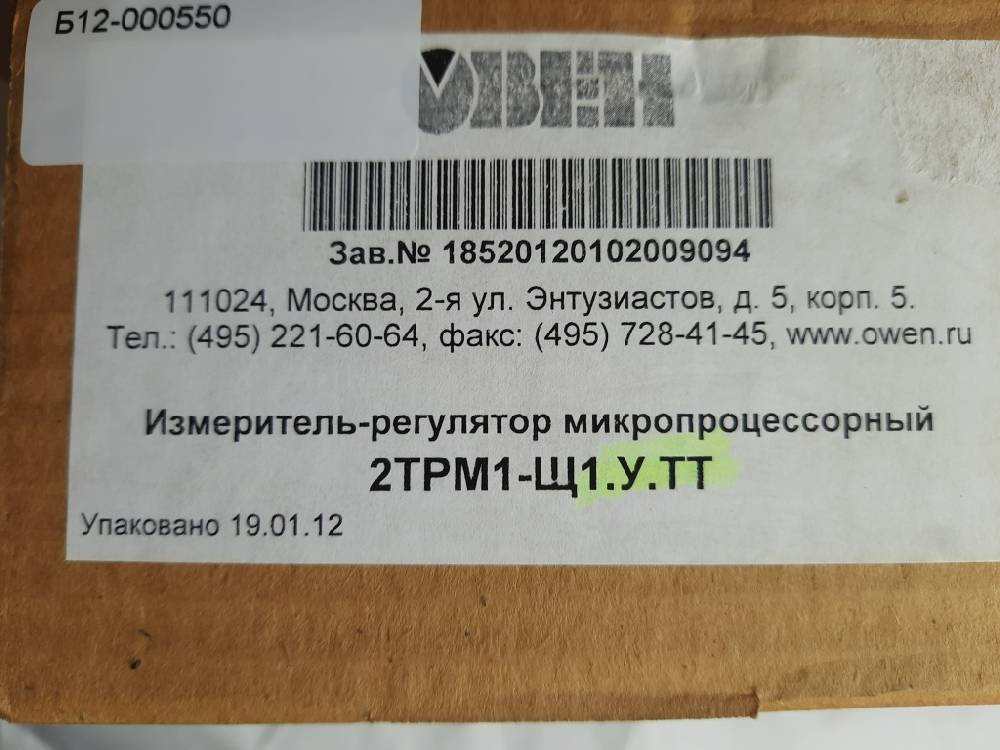 Б12-000550
ОВЕН
Зав.№ 18520120102009094
111024, Москва, 2-я ул. Энтузиастов, д. 5, корп. 5.
Тел.: (495) 221-60-64, факс: (495) 728-41-45, www.owen.ru
Измеритель-регулятор микропроцессорный
2ТРМ1-Щ1.У.ТТ
Упаковано 19.01.12